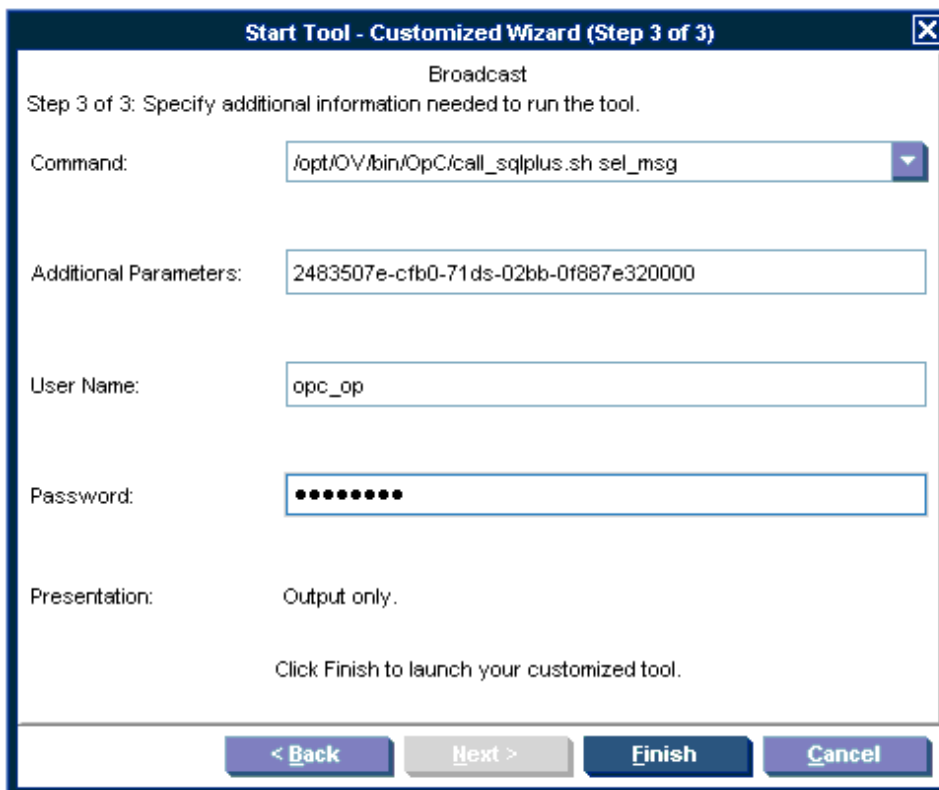 Start Tool - Customized Wizard (Step 3 of 3)
Broadcast
Step 3 of 3: Specify additional information needed to run the tool.
Command: /opt/OV/bin/OpC/call_sqlplus.sh sel_msg
Additional Parameters: 2483507e-cfb0-71ds-02bb-0f887e320000
User Name: opc_op
Password: ●●●●●●●●
Presentation: Output only.
Click Finish to launch your customized tool.
< Back Next > Finish Cancel